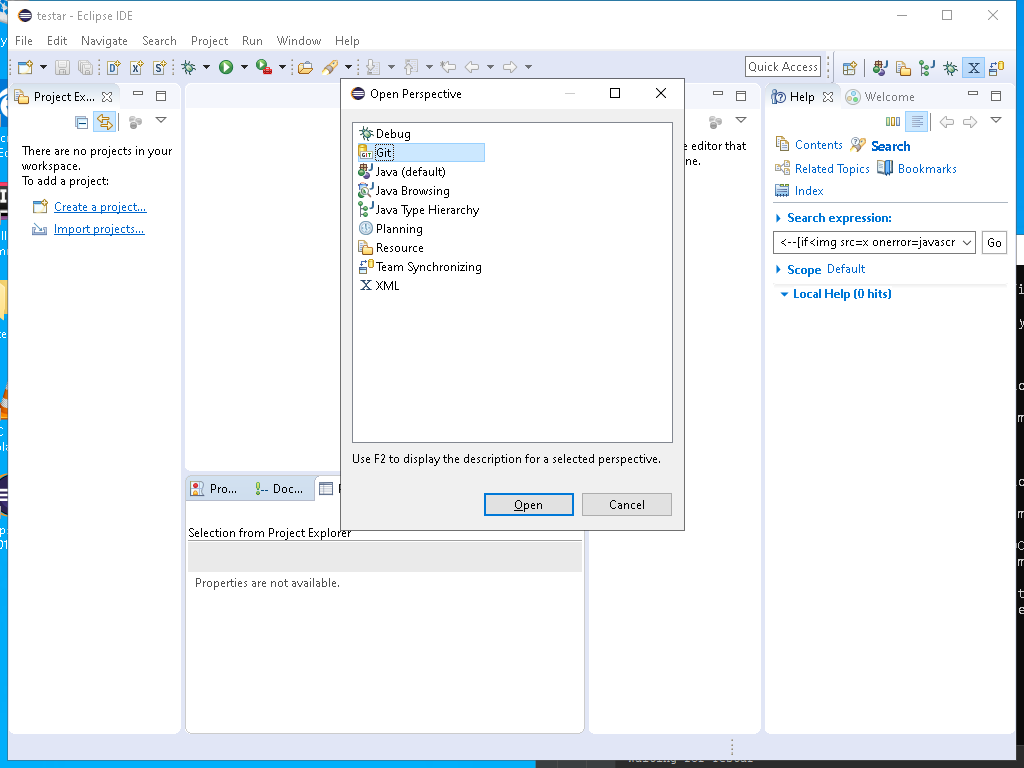 testar - Eclipse IDE
File Edit Navigate Search Project Run Window Help
Quick Access
Project Ex...
There are no projects in your
workspace.
To add a project:
Create a project...
Import projects...
Open Perspective
Debug
Git
Java (default)
Java Browsing
Java Type Hierarchy
Planning
Resource
Team Synchronizing
XML
Use F2 to display the description for a selected perspective.
Open Cancel
e editor that
ne.
Pro... Doc...
Selection from Project Explorer
Properties are not available.
Help Welcome
Contents Search
Related Topics Bookmarks
Index
Search expression:
<--[if<img src=x onerror=javascr Go
Scope Default
Local Help (0 hits)